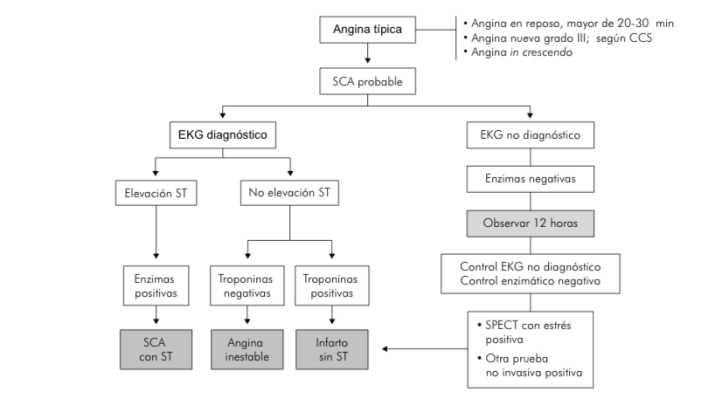 Angina típica
• Angina en reposo, mayor de 20-30 min
• Angina nueva grado III; según CCS
• Angina in crescendo
SCA probable
EKG diagnóstico
EKG no diagnóstico
Elevación ST
No elevación ST
Enzimas negativas
Observar 12 horas
Enzimas
positivas
Troponinas
negativas
Troponinas
positivas
Control EKG no diagnóstico
Control enzimático negativo
SCA
con ST
Angina
inestable
Infarto
sin ST
• SPECT con estrés
positiva
• Otra prueba
no invasiva positiva